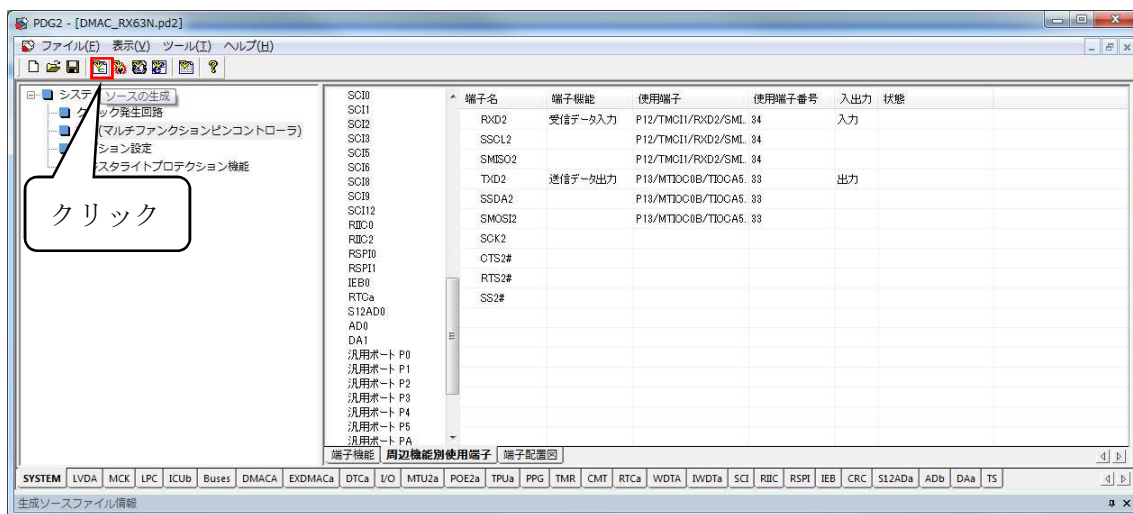 PDG2 - [DMAC_RX63N.pd2]
ファイル(F) 表示(V) ツール(T) ヘルプ(H)
システ
ソースの生成
ック発生回路
(マルチファンクションピンコントローラ)
ション設定
スタライトプロテクション機能
クリック
SCI0
SCI1
SCI2
SCI3
SCI5
SCI6
SCI8
SCI9
SCI12
RIIC0
RIIC2
RSPI0
RSPI1
IEB0
RTCa
S12AD0
AD0
DA1
汎用ポート P0
汎用ポート P1
汎用ポート P2
汎用ポート P3
汎用ポート P4
汎用ポート P5
汎用ポート PA
端子名 端子機能 使用端子 使用端子番号 入出力 状態
RXD2 受信データ入力 P12/TMCI1/RXD2/SMI.. 34 入力
SSCL2 P12/TMCI1/RXD2/SMI.. 34
SMISO2 P12/TMCI1/RXD2/SMI.. 34
TXD2 送信データ出力 P13/MTIOC0B/TIOCA5.. 33 出力
SSDA2 P13/MTIOC0B/TIOCA5.. 33
SMOSI2 P13/MTIOC0B/TIOCA5.. 33
SCK2
CTS2#
RTS2#
SS2#
端子機能 周辺機能別使用端子 端子配置図
SYSTEM LVDA MCK LPC ICUb Buses DMACA EXDMACa DTCa I/O MTU2a POE2a TPUa PPG TMR CMT RTCa WDTA IWDTa SCI RIIC RSPI IEB CRC S12ADa ADb DAa TS
生成ソースファイル情報